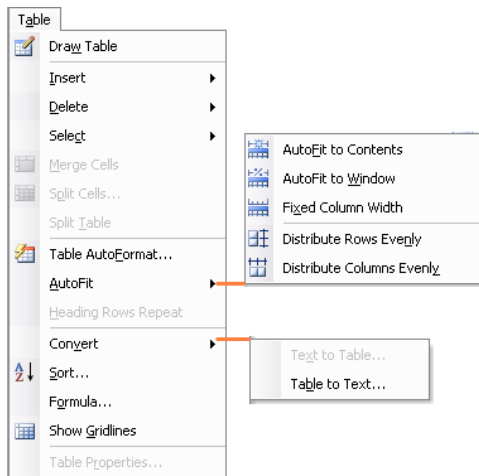 Table
Draw Table
Insert
Delete
Select
Merge Cells
Split Cells...
Split Table
Table AutoFormat...
AutoFit
Heading Rows Repeat
Convert
Sort...
Formula...
Show Gridlines
Table Properties...
AutoFit to Contents
AutoFit to Window
Fixed Column Width
Distribute Rows Evenly
Distribute Columns Evenly
Text to Table...
Table to Text...